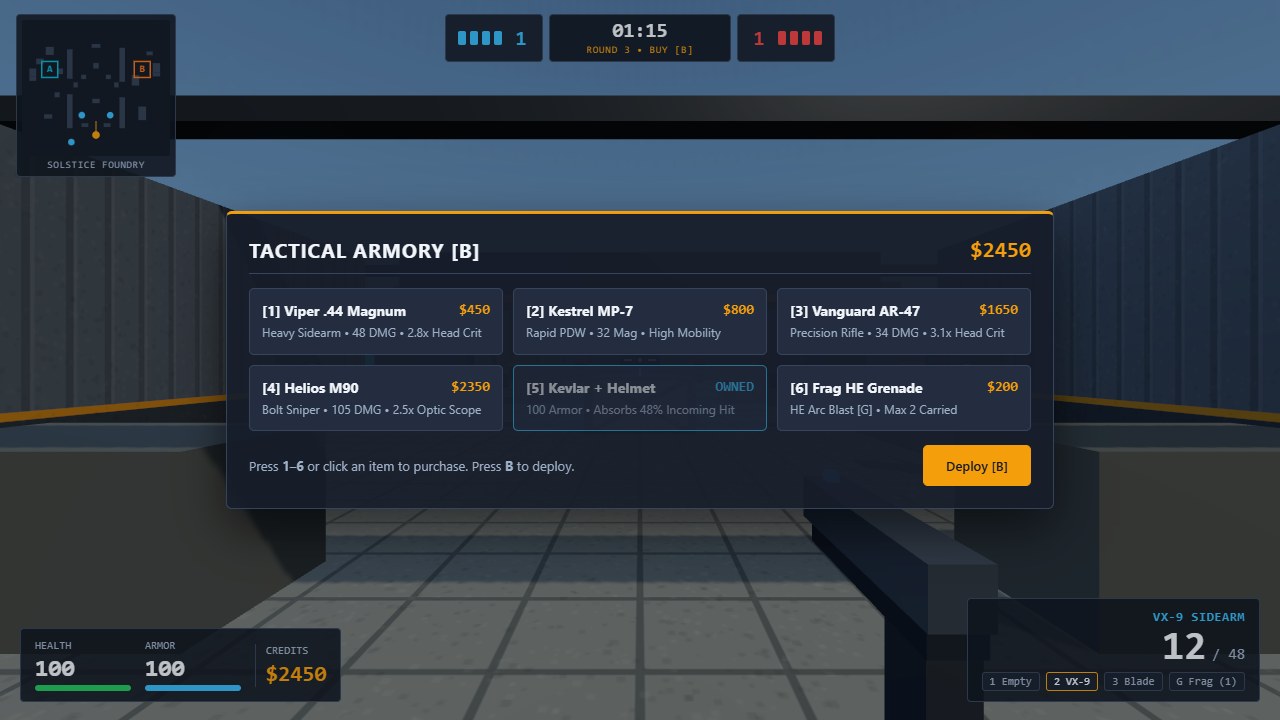 1
01:15
ROUND 3 • BUY [B]
1
A
B
SOLSTICE FOUNDRY
TACTICAL ARMORY [B]
$2450
[1] Viper .44 Magnum
$450
Heavy Sidearm • 48 DMG • 2.8x Head Crit
[2] Kestrel MP-7
$800
Rapid PDW • 32 Mag • High Mobility
[3] Vanguard AR-47
$1650
Precision Rifle • 34 DMG • 3.1x Head Crit
[4] Helios M90
$2350
Bolt Sniper • 105 DMG • 2.5x Optic Scope
[5] Kevlar + Helmet
OWNED
100 Armor • Absorbs 48% Incoming Hit
[6] Frag HE Grenade
$200
HE Arc Blast [G] • Max 2 Carried
Press 1–6 or click an item to purchase. Press B to deploy.
Deploy [B]
HEALTH
100
ARMOR
100
CREDITS
$2450
VX-9 SIDEARM
12 / 48
1 Empty
2 VX-9
3 Blade
G Frag (1)